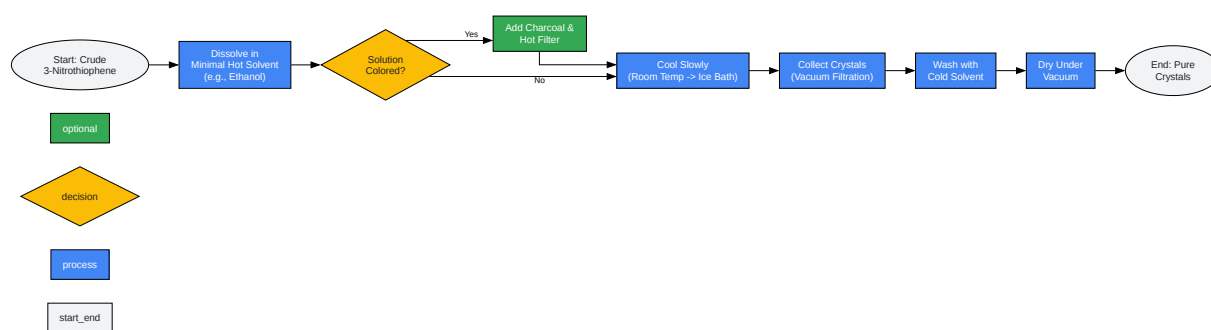 Start: Crude
3-Nitrothiophene
Dissolve in
Minimal Hot Solvent
(e.g., Ethanol)
Solution
Colored?
Yes
No
Add Charcoal &
Hot Filter
Cool Slowly
(Room Temp -> Ice Bath)
Collect Crystals
(Vacuum Filtration)
Wash with
Cold Solvent
Dry Under
Vacuum
End: Pure
Crystals
optional
decision
process
start_end